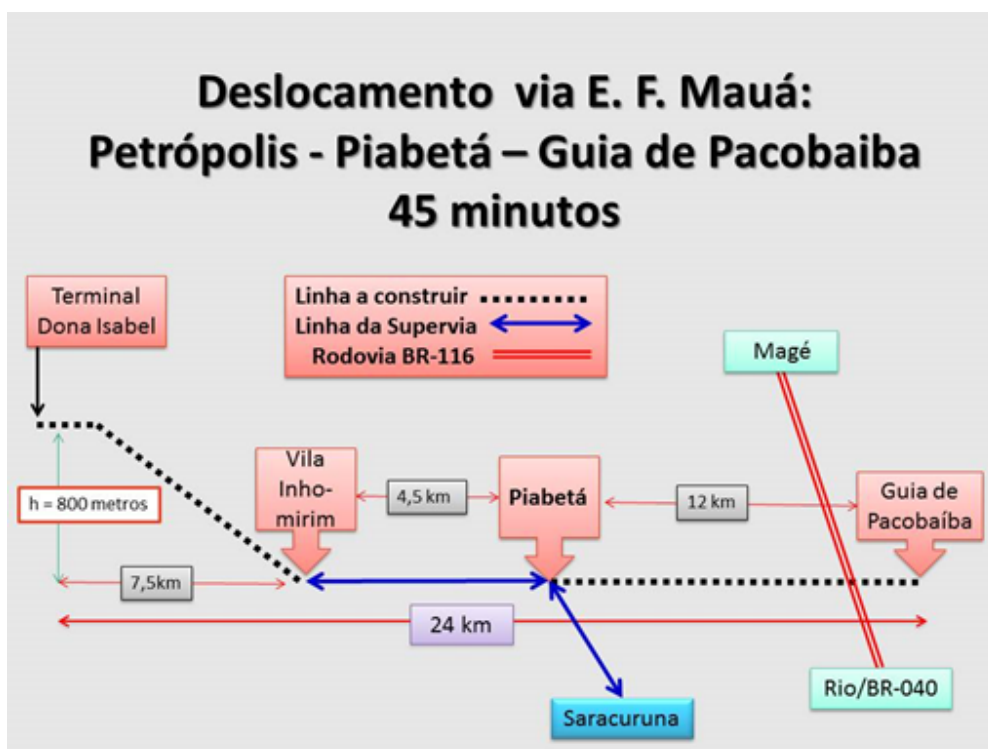 Deslocamento via E. F. Mauá:
Petrópolis - Piabetá – Guia de Pacobaiba
45 minutos
Terminal
Dona Isabel
Linha a construir
Linha da Supervia
Rodovia BR-116
Magé
Vila
Inho-
mirim
4,5 km
Piabetá
12 km
Guia de
Pacobaíba
h = 800 metros
7,5km
24 km
Rio/BR-040
Saracuruna